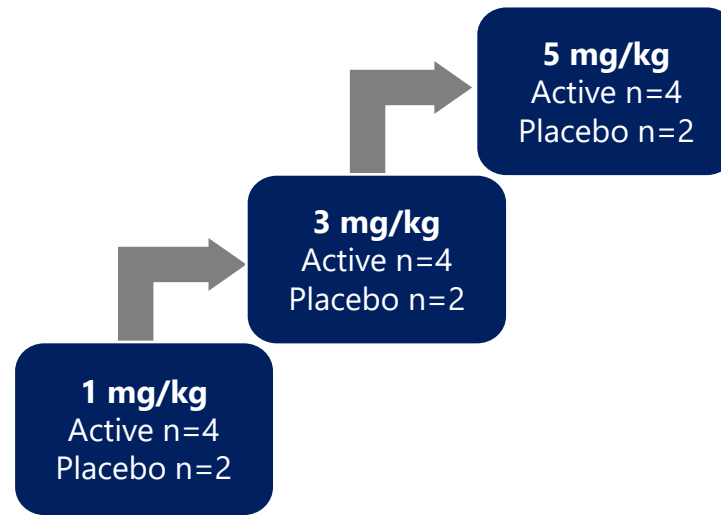 5 mg/kg
Active n=4
Placebo n=2
3 mg/kg
Active n=4
Placebo n=2
1 mg/kg
Active n=4
Placebo n=2